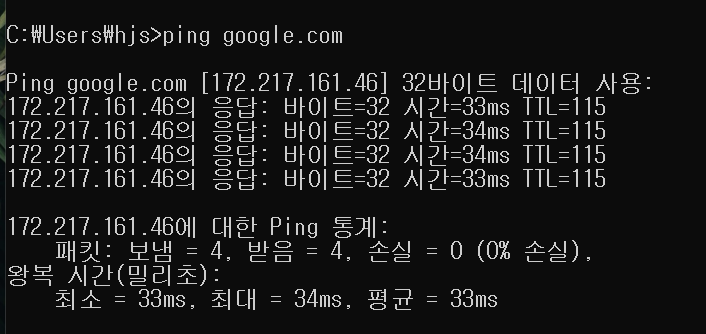 C:₩Users₩hjs>ping google.com
Ping google.com [172.217.161.46] 32바이트 데이터 사용:
172.217.161.46의 응답: 바이트=32 시간=33ms TTL=115
172.217.161.46의 응답: 바이트=32 시간=34ms TTL=115
172.217.161.46의 응답: 바이트=32 시간=34ms TTL=115
172.217.161.46의 응답: 바이트=32 시간=33ms TTL=115
172.217.161.46에 대한 Ping 통계:
패킷: 보냄 = 4, 받음 = 4, 손실 = 0 (0% 손실),
왕복 시간(밀리초):
최소 = 33ms, 최대 = 34ms, 평균 = 33ms